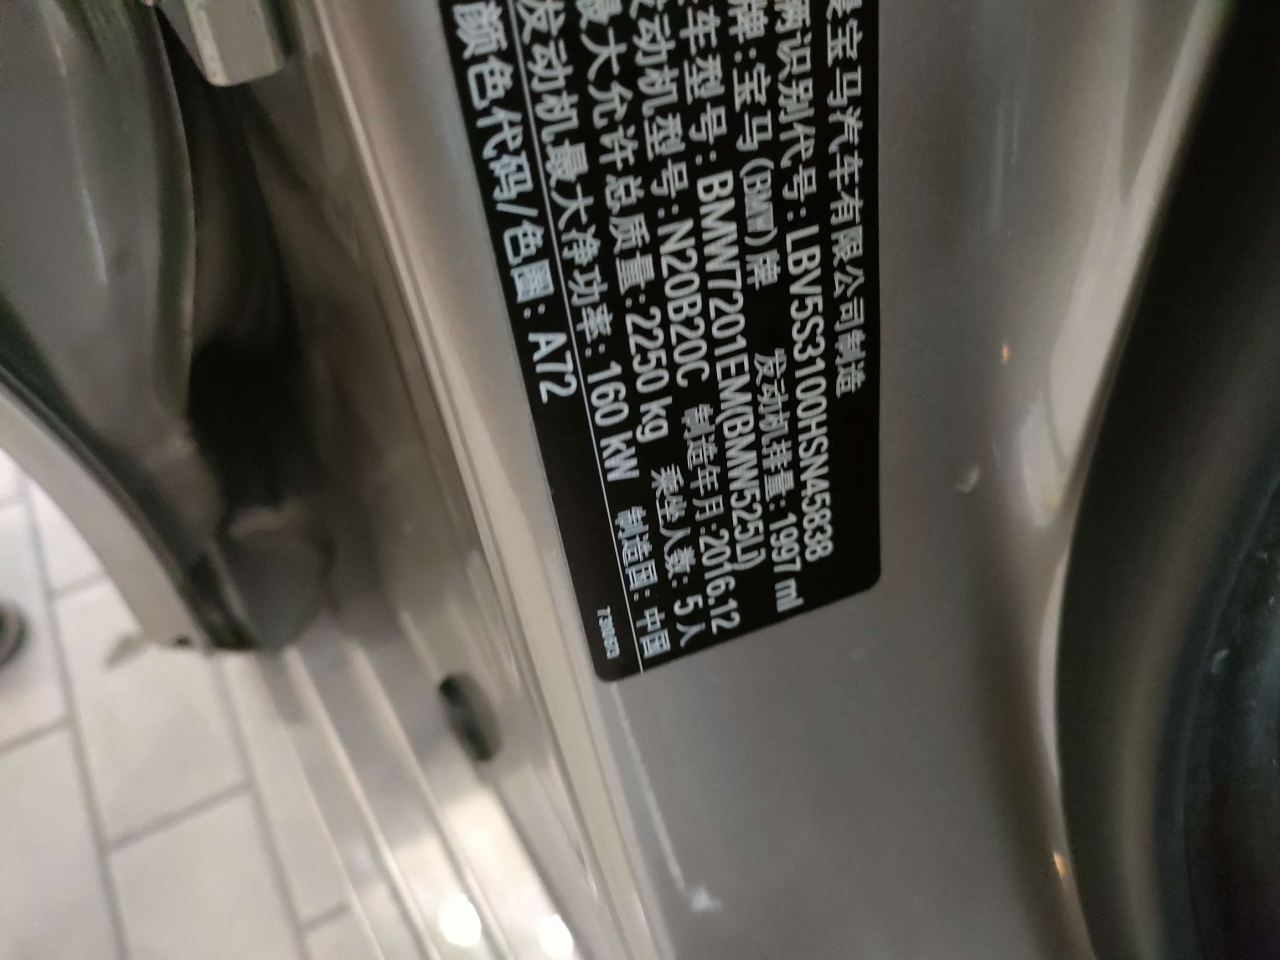 宝马汽车有限公司制造
识别代号:LBV5S3100HSN45838
牌:宝马(BMW)牌 发动机排量:1997 ml
车型号:BMW7201EM(BMW525Li)
发动机型号:N20B20C 制造年月:2016.12
最大允许总质量:2250 kg 乘坐人数: 5人
发动机最大净功率: 160 kW 制造国: 中国
颜色代码/色圖: A72